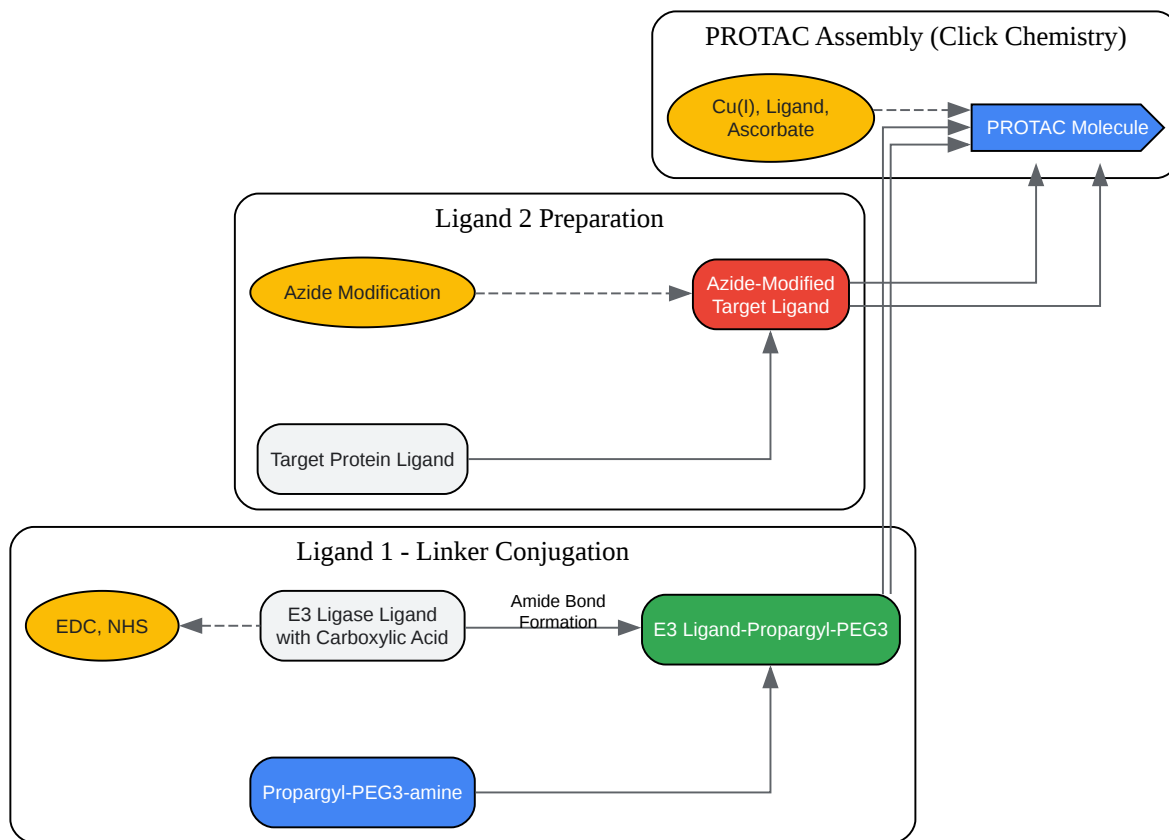 PROTAC Assembly (Click Chemistry)
Cu(I), Ligand,
Ascorbate
PROTAC Molecule
Ligand 2 Preparation
Azide Modification
Azide-Modified
Target Ligand
Target Protein Ligand
Ligand 1 - Linker Conjugation
EDC, NHS
E3 Ligase Ligand
with Carboxylic Acid
Amide Bond
Formation
E3 Ligand-Propargyl-PEG3
Propargyl-PEG3-amine